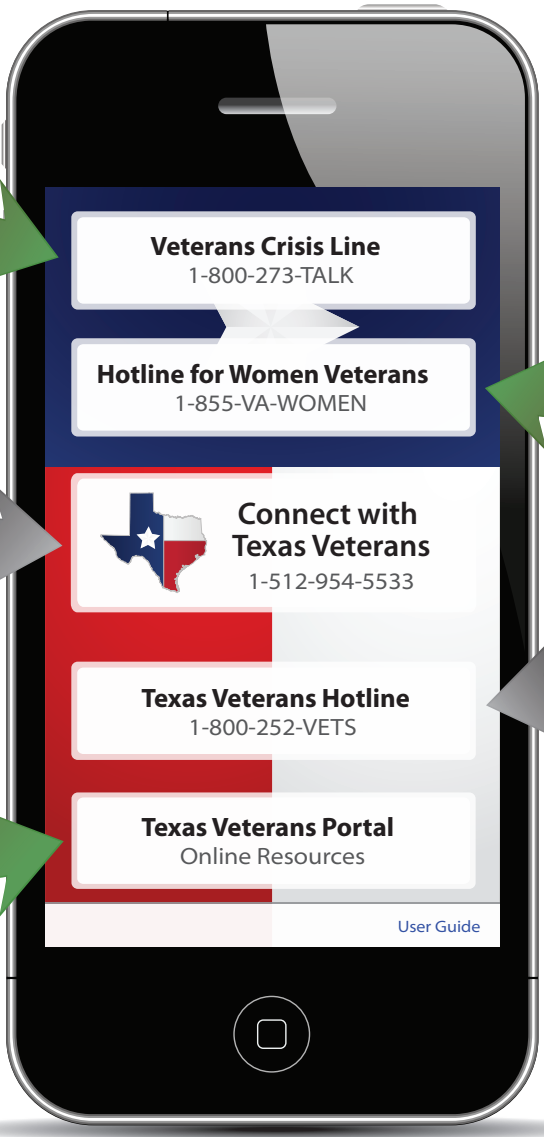 Veterans Crisis Line
1-800-273-TALK
Hotline for Women Veterans
1-855-VA-WOMEN
Connect with
Texas Veterans
1-512-954-5533
Texas Veterans Hotline
1-800-252-VETS
Texas Veterans Portal
Online Resources
User Guide